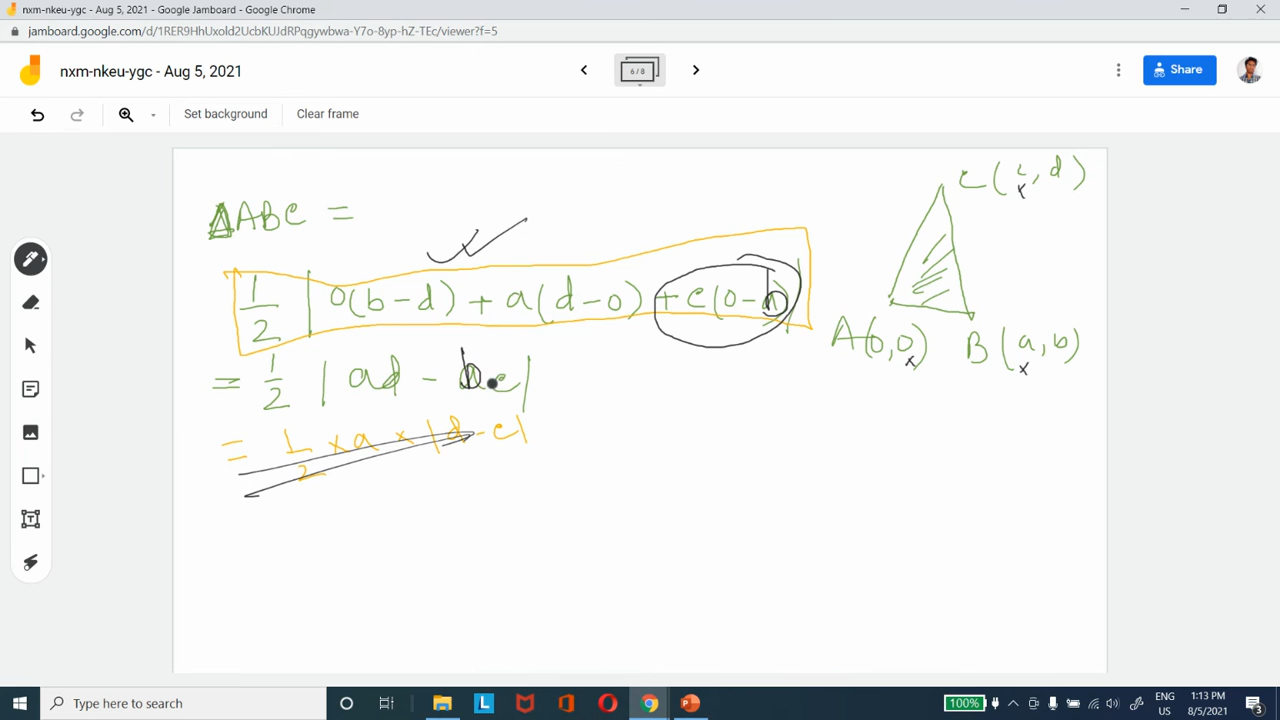 nxm-nkeu-ygc - Aug 5, 2021 - Google Jamboard - Google Chrome
jamboard.google.com/d/1RER9HhUxold2UcbKUJdRPqgywbwa-Y7o-8yp-hZ-TEc/viewer?f=5
nxm-nkeu-ygc - Aug 5, 2021
6 / 8
Share
Set background
Clear frame
C(c, d)
x
ΔABC =
1/2 | 0(b-d) + a(d-0) + c(0-b) |
A(0,0) B(a,b)
x x
= 1/2 | ad - bc |
= 1/2 x a x |d-c|
Type here to search
L
100%
ENG
US
1:13 PM
8/5/2021
3